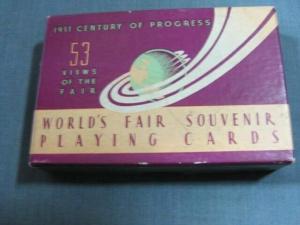 1933 CENTURY OF PROGRESS
53
VIEWS
OF THE
FAIR
WORLD'S FAIR SOUVENIR
PLAYING CARDS